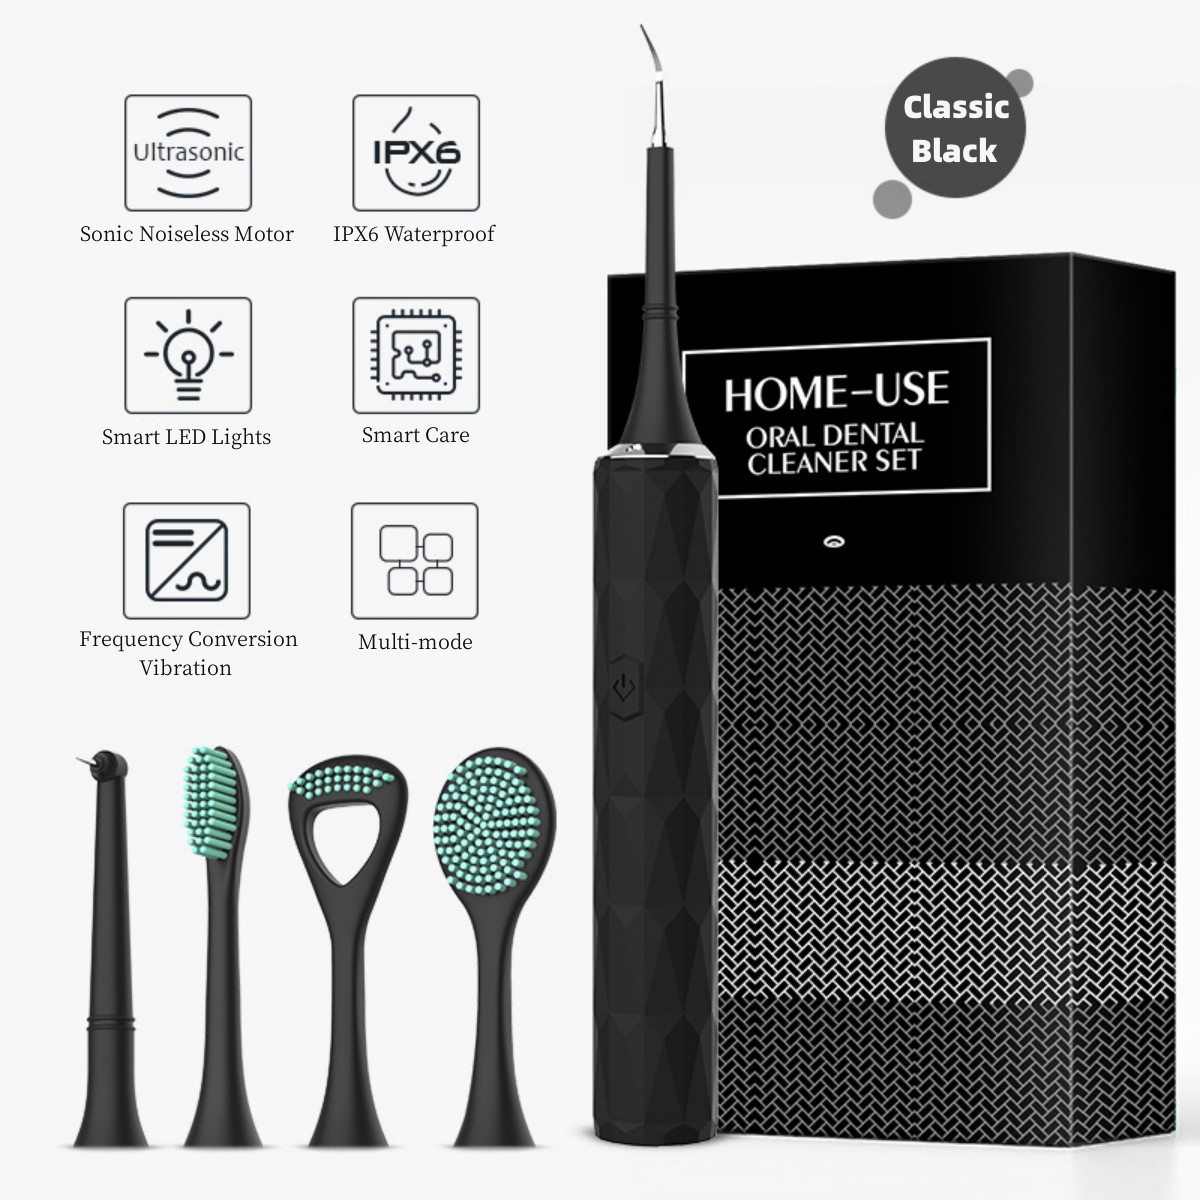 Classic
Black
Ultrasonic
IPX6
Sonic Noiseless Motor
IPX6 Waterproof
Smart LED Lights
Smart Care
Frequency Conversion
Vibration
Multi-mode
HOME-USE
ORAL DENTAL
CLEANER SET